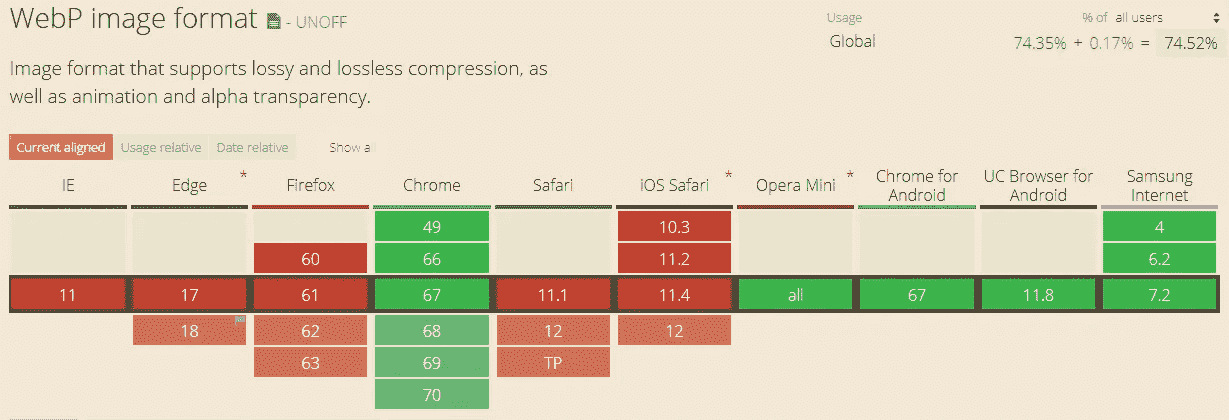 WebP image format - UNOFF
Usage % of all users
Global 74.35% + 0.17% = 74.52%
Image format that supports lossy and lossless compression, as
well as animation and alpha transparency.
Current aligned Usage relative Date relative Show a
IE Edge * Firefox Chrome Safari iOS Safari * Opera Mini * Chrome for Android UC Browser for Android Samsung Internet
49 10.3 4
60 66 11.2 6.2
11 17 61 67 11.1 11.4 all 67 11.8 7.2
18 62 68 12 12
63 69 TP
70